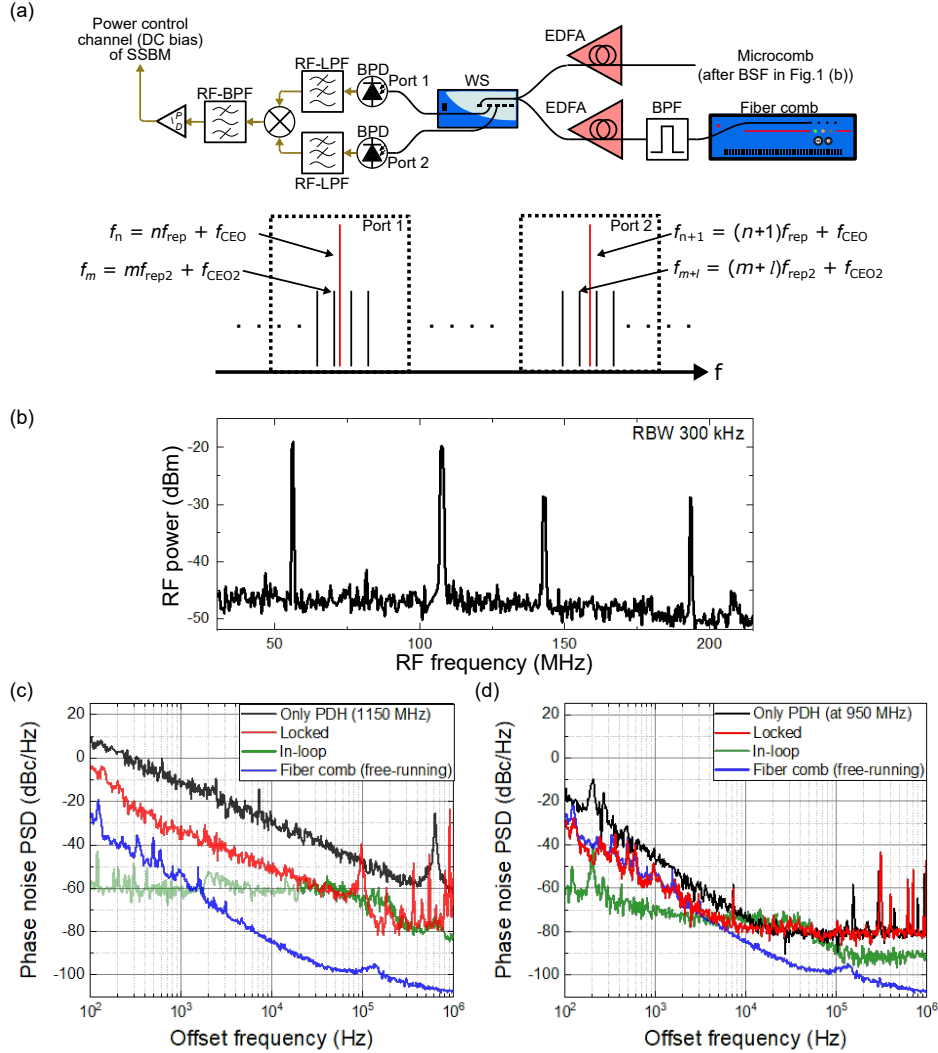 (a)
Power control
channel (DC bias)
of SSBM
RF-BPF
RF-LPF
BPD
Port 1
WS
EDFA
Microcomb
(after BSF in Fig.1 (b))
EDFA
BPF
Fiber comb
RF-LPF
BPD
Port 2
P
D
fn = nfrep + fCEO
fm = mfrep2 + fCEO2
Port 1
Port 2
fn+1 = (n+1)frep + fCEO
fm+l = (m+ l)frep2 + fCEO2
f
(b)
RBW 300 kHz
RF power (dBm)
-20
-30
-40
-50
50
100
150
200
RF frequency (MHz)
(c)
Phase noise PSD (dBc/Hz)
20
0
-20
-40
-60
-80
-100
Only PDH (1150 MHz)
Locked
In-loop
Fiber comb (free-running)
10^2
10^3
10^4
10^5
10^6
Offset frequency (Hz)
(d)
Phase noise PSD (dBc/Hz)
20
0
-20
-40
-60
-80
-100
Only PDH (at 950 MHz)
Locked
In-loop
Fiber comb (free-running)
10^2
10^3
10^4
10^5
10^6
Offset frequency (Hz)